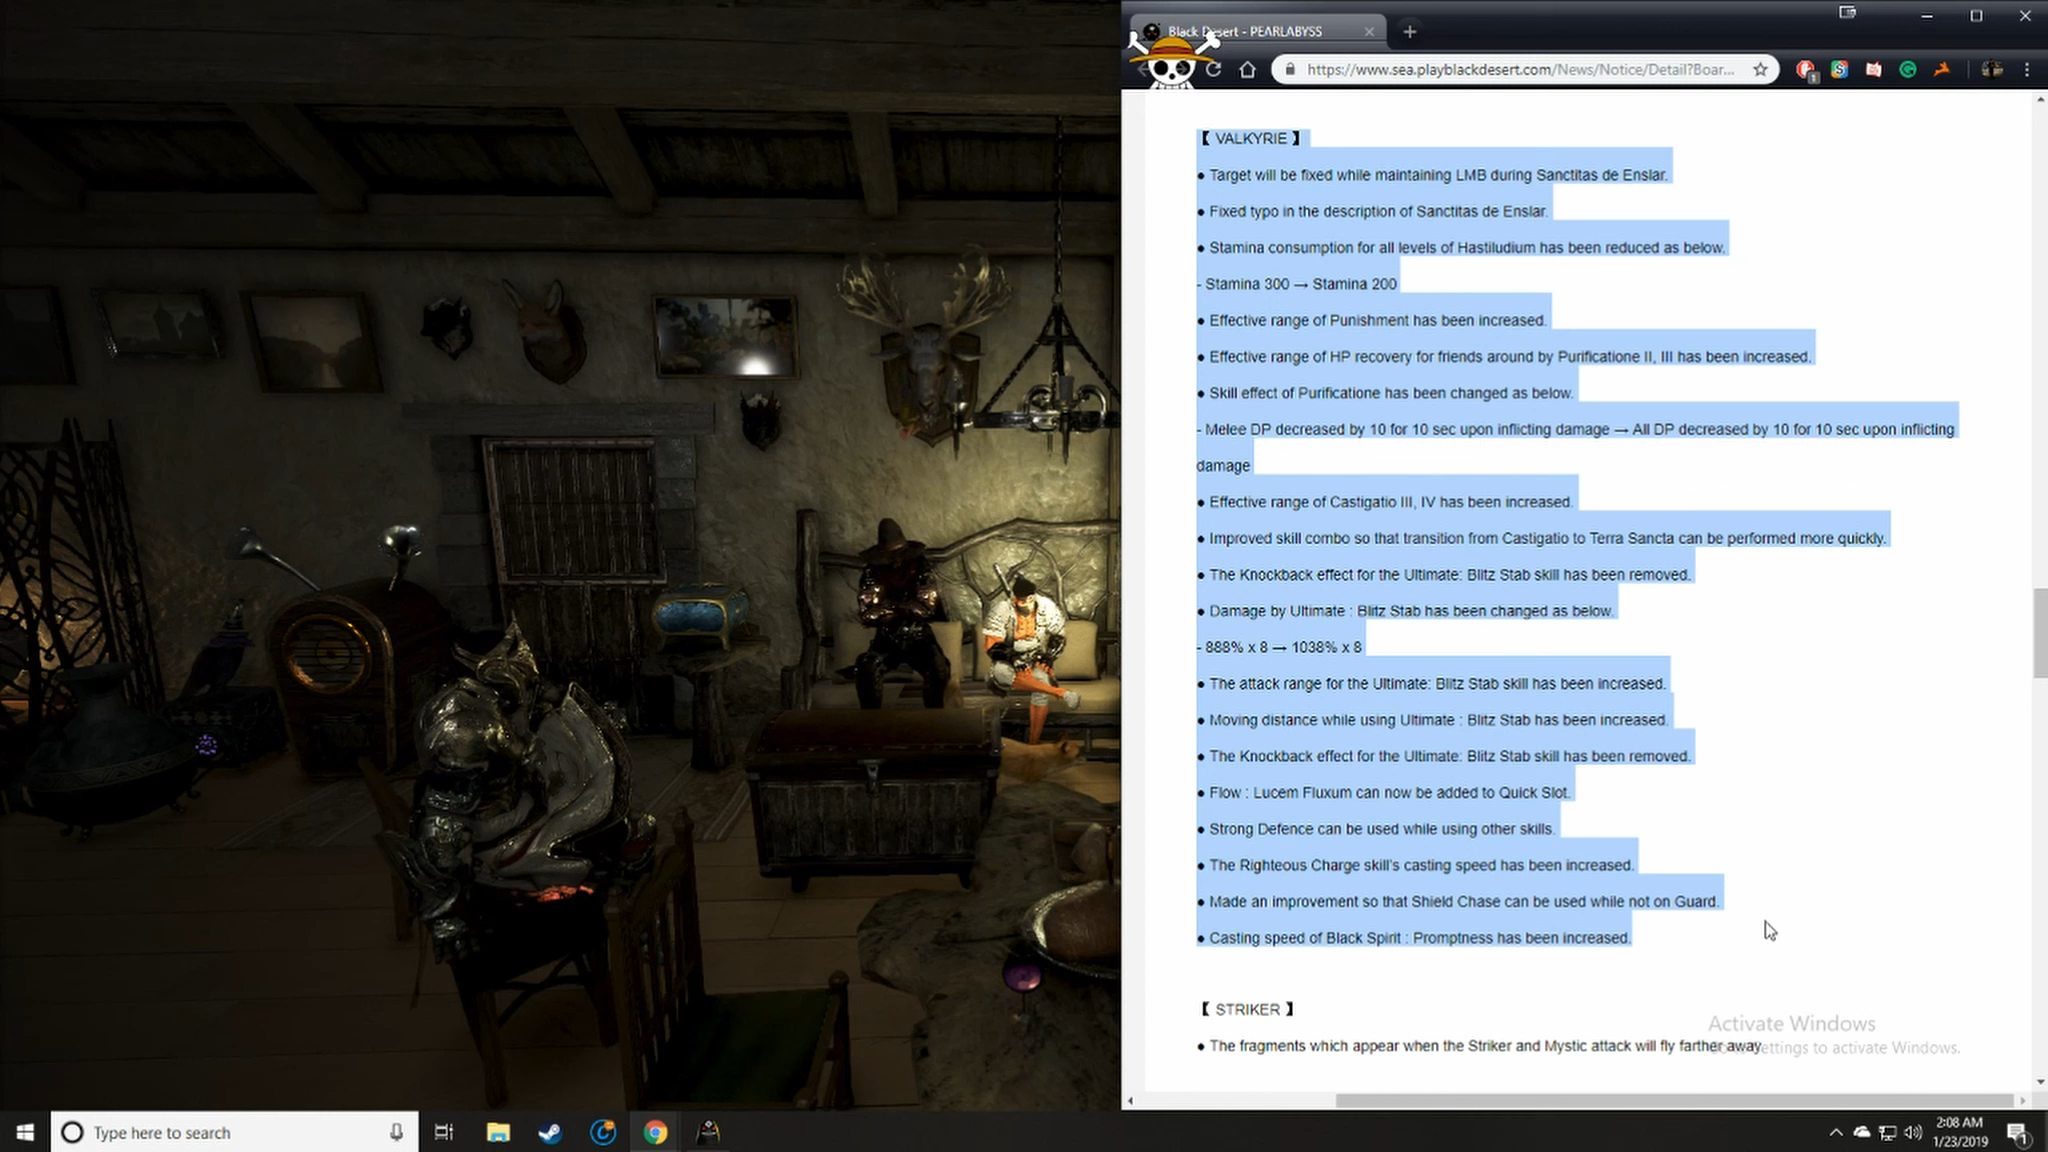 Black Desert - PEARLABYSS
https://www.sea.playblackdesert.com/News/Notice/Detail?Boar...
【 VALKYRIE 】
● Target will be fixed while maintaining LMB during Sanctitas de Enslar.
● Fixed typo in the description of Sanctitas de Enslar.
● Stamina consumption for all levels of Hastiludium has been reduced as below.
- Stamina 300 → Stamina 200
● Effective range of Punishment has been increased.
● Effective range of HP recovery for friends around by Purificatione II, III has been increased.
● Skill effect of Purificatione has been changed as below.
- Melee DP decreased by 10 for 10 sec upon inflicting damage → All DP decreased by 10 for 10 sec upon inflicting
damage
● Effective range of Castigatio III, IV has been increased.
● Improved skill combo so that transition from Castigatio to Terra Sancta can be performed more quickly.
● The Knockback effect for the Ultimate: Blitz Stab skill has been removed.
● Damage by Ultimate : Blitz Stab has been changed as below.
- 888% x 8 → 1038% x 8
● The attack range for the Ultimate: Blitz Stab skill has been increased.
● Moving distance while using Ultimate : Blitz Stab has been increased.
● The Knockback effect for the Ultimate: Blitz Stab skill has been removed.
● Flow : Lucem Fluxum can now be added to Quick Slot.
● Strong Defence can be used while using other skills.
● The Righteous Charge skill's casting speed has been increased.
● Made an improvement so that Shield Chase can be used while not on Guard.
● Casting speed of Black Spirit : Promptness has been increased.
【 STRIKER 】
● The fragments which appear when the Striker and Mystic attack will fly farther away
Activate Windows
Go to Settings to activate Windows.
Type here to search
2:08 AM
1/23/2019